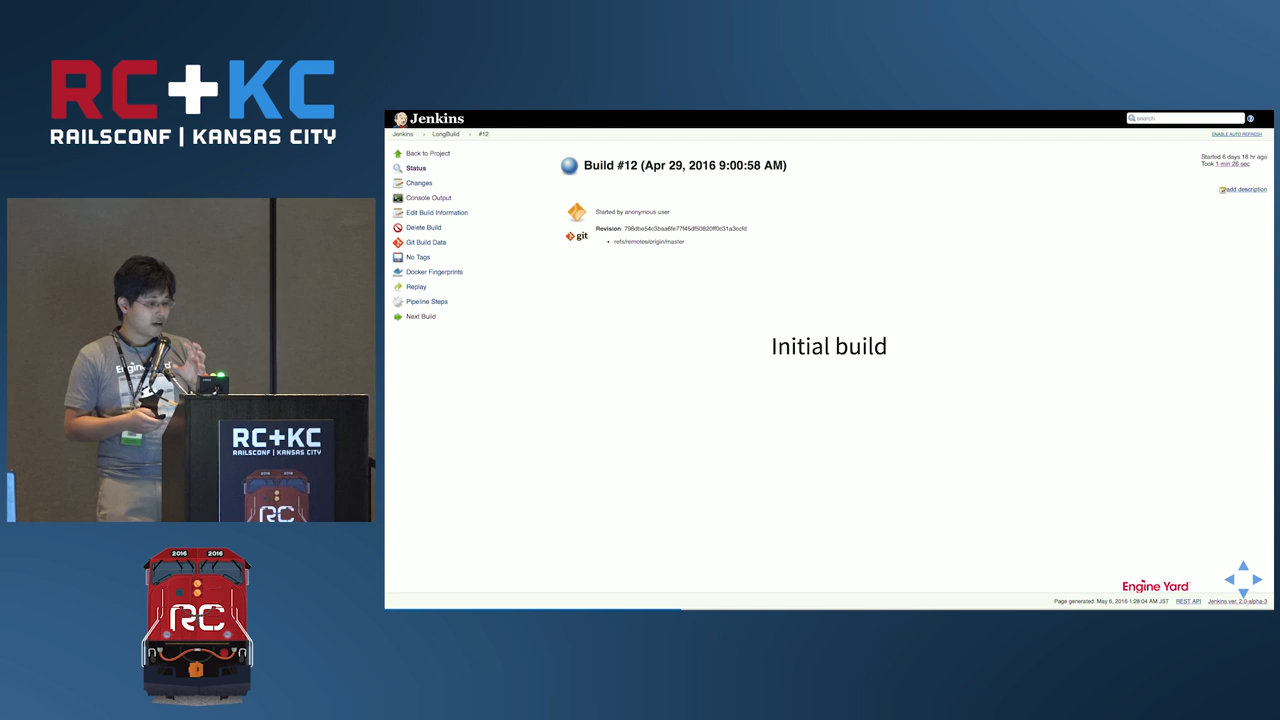 RC+KC
RAILSCONF | KANSAS CITY
Jenkins
search
Jenkins › LongBuild › #12
ENABLE AUTO REFRESH
Back to Project
Status
Changes
Console Output
Edit Build Information
Delete Build
Git Build Data
No Tags
Docker Fingerprints
Replay
Pipeline Steps
Next Build
Build #12 (Apr 29, 2016 9:00:58 AM)
Started 6 days 16 hr ago
Took 1 min 26 sec
add description
Started by anonymous user
git
Revision: 798dbe54c3baa6fe77f45df50820ff0c31a3ccfd
refs/remotes/origin/master
Initial build
Engine Yard
Page generated: May 6, 2016 1:28:04 AM JST
REST API
Jenkins ver. 2.0-alpha-3
RC+KC
RAILSCONF | KANSAS CITY
2016 2016
RC
2016 2016
RC